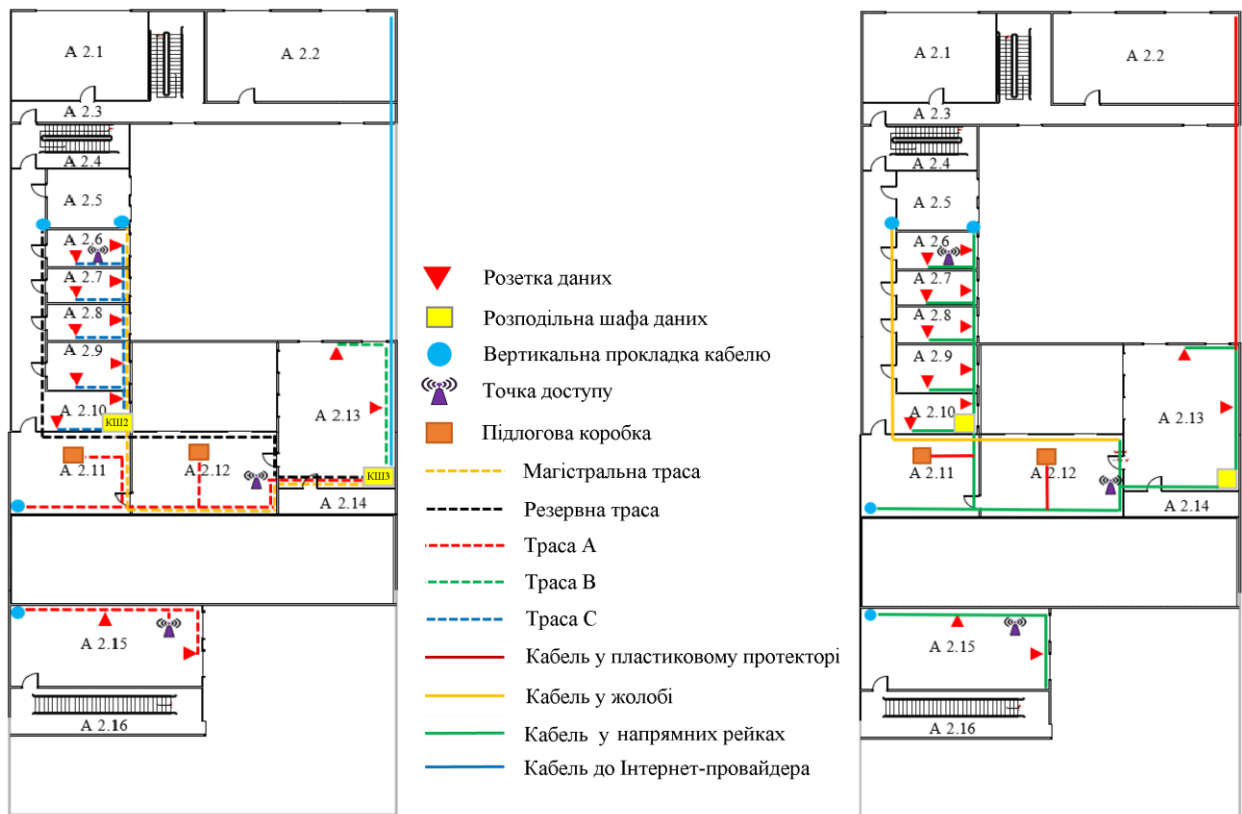 А 2.1
А 2.2
А 2.3
А 2.4
А 2.5
А 2.6
А 2.7
А 2.8
А 2.9
А 2.10
КШ2
А 2.11
А 2.12
А 2.13
КШ3
А 2.14
А 2.15
А 2.16
Розетка даних
Розподільна шафа даних
Вертикальна прокладка кабелю
Точка доступу
Підлогова коробка
Магістральна траса
Резервна траса
Траса А
Траса В
Траса С
Кабель у пластиковому протекторі
Кабель у жолобі
Кабель у напрямних рейках
Кабель до Інтернет-провайдера
А 2.1
А 2.2
А 2.3
А 2.4
А 2.5
А 2.6
А 2.7
А 2.8
А 2.9
А 2.10
А 2.11
А 2.12
А 2.13
А 2.14
А 2.15
А 2.16